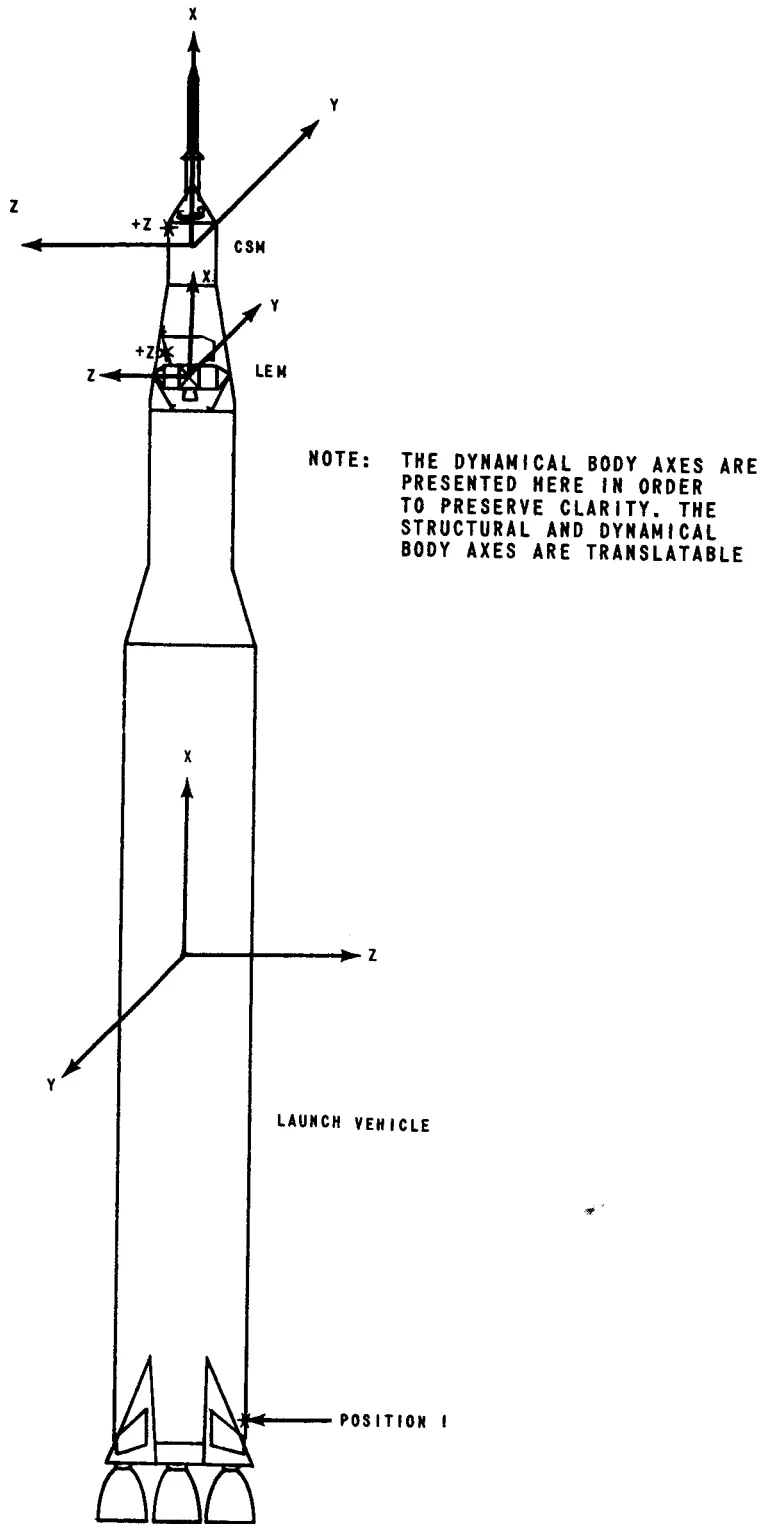 X
Y
Z
+Z
CSM
X
Y
+Z
Z
LEM
NOTE: THE DYNAMICAL BODY AXES ARE
PRESENTED HERE IN ORDER
TO PRESERVE CLARITY. THE
STRUCTURAL AND DYNAMICAL
BODY AXES ARE TRANSLATABLE
X
Z
Y
LAUNCH VEHICLE
POSITION I